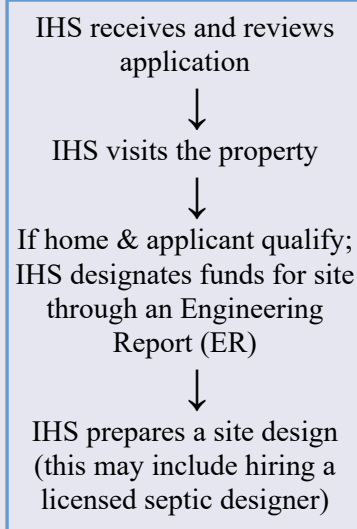 IHS receives and reviews
application
↓
IHS visits the property
↓
If home & applicant qualify;
IHS designates funds for site
through an Engineering
Report (ER)
↓
IHS prepares a site design
(this may include hiring a
licensed septic designer)